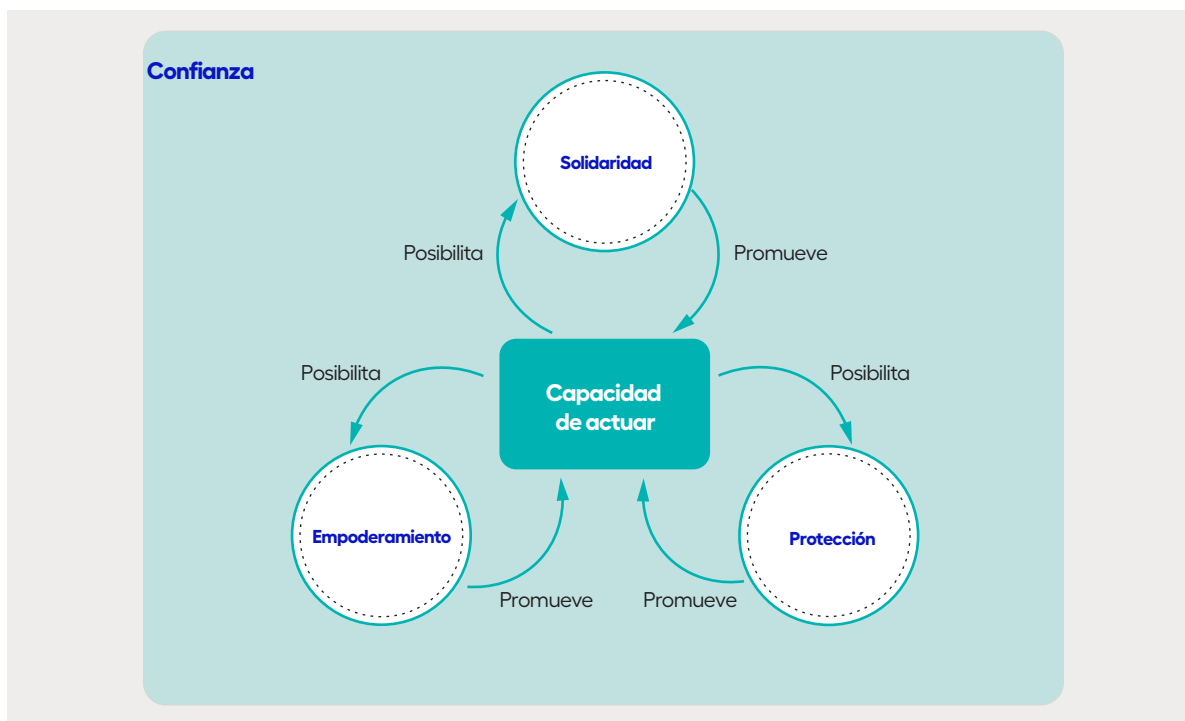 Confianza
Solidaridad
Posibilita
Promueve
Posibilita
Posibilita
Capacidad
de actuar
Empoderamiento
Protección
Promueve
Promueve